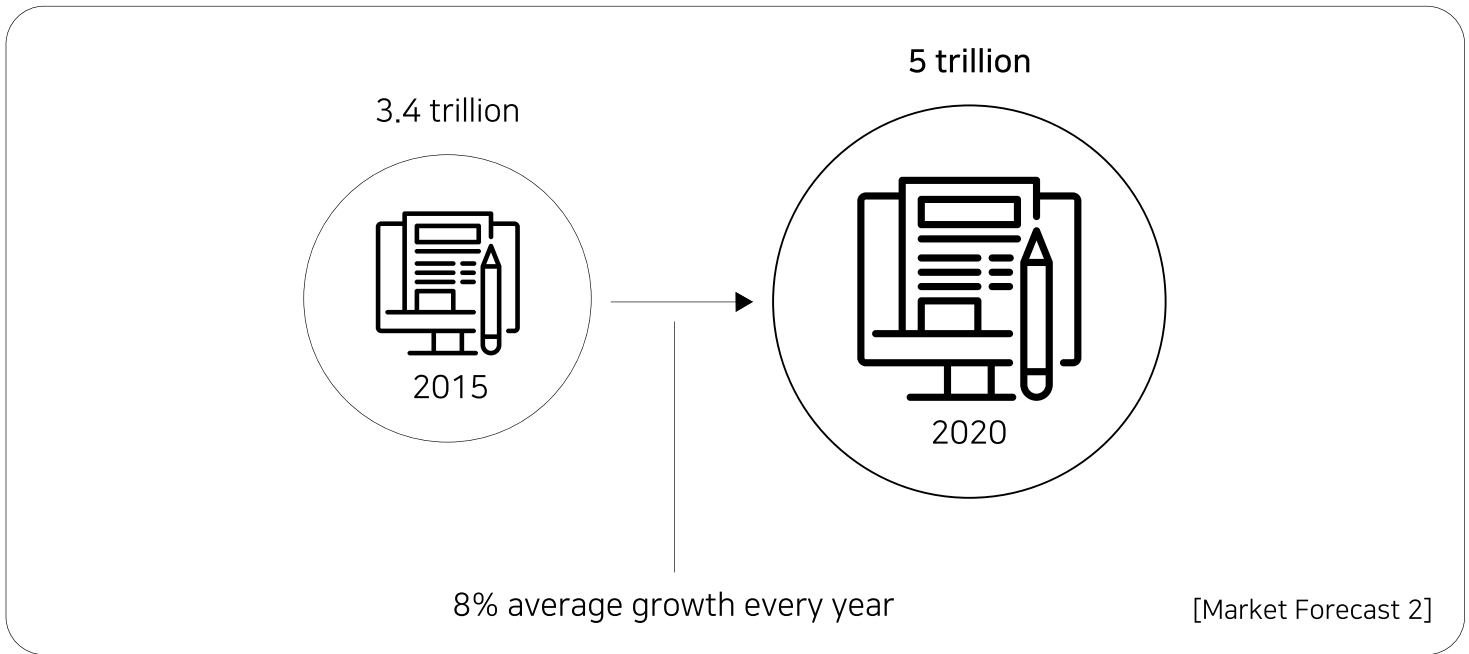 3.4 trillion
2015
5 trillion
2020
8% average growth every year
[Market Forecast 2]